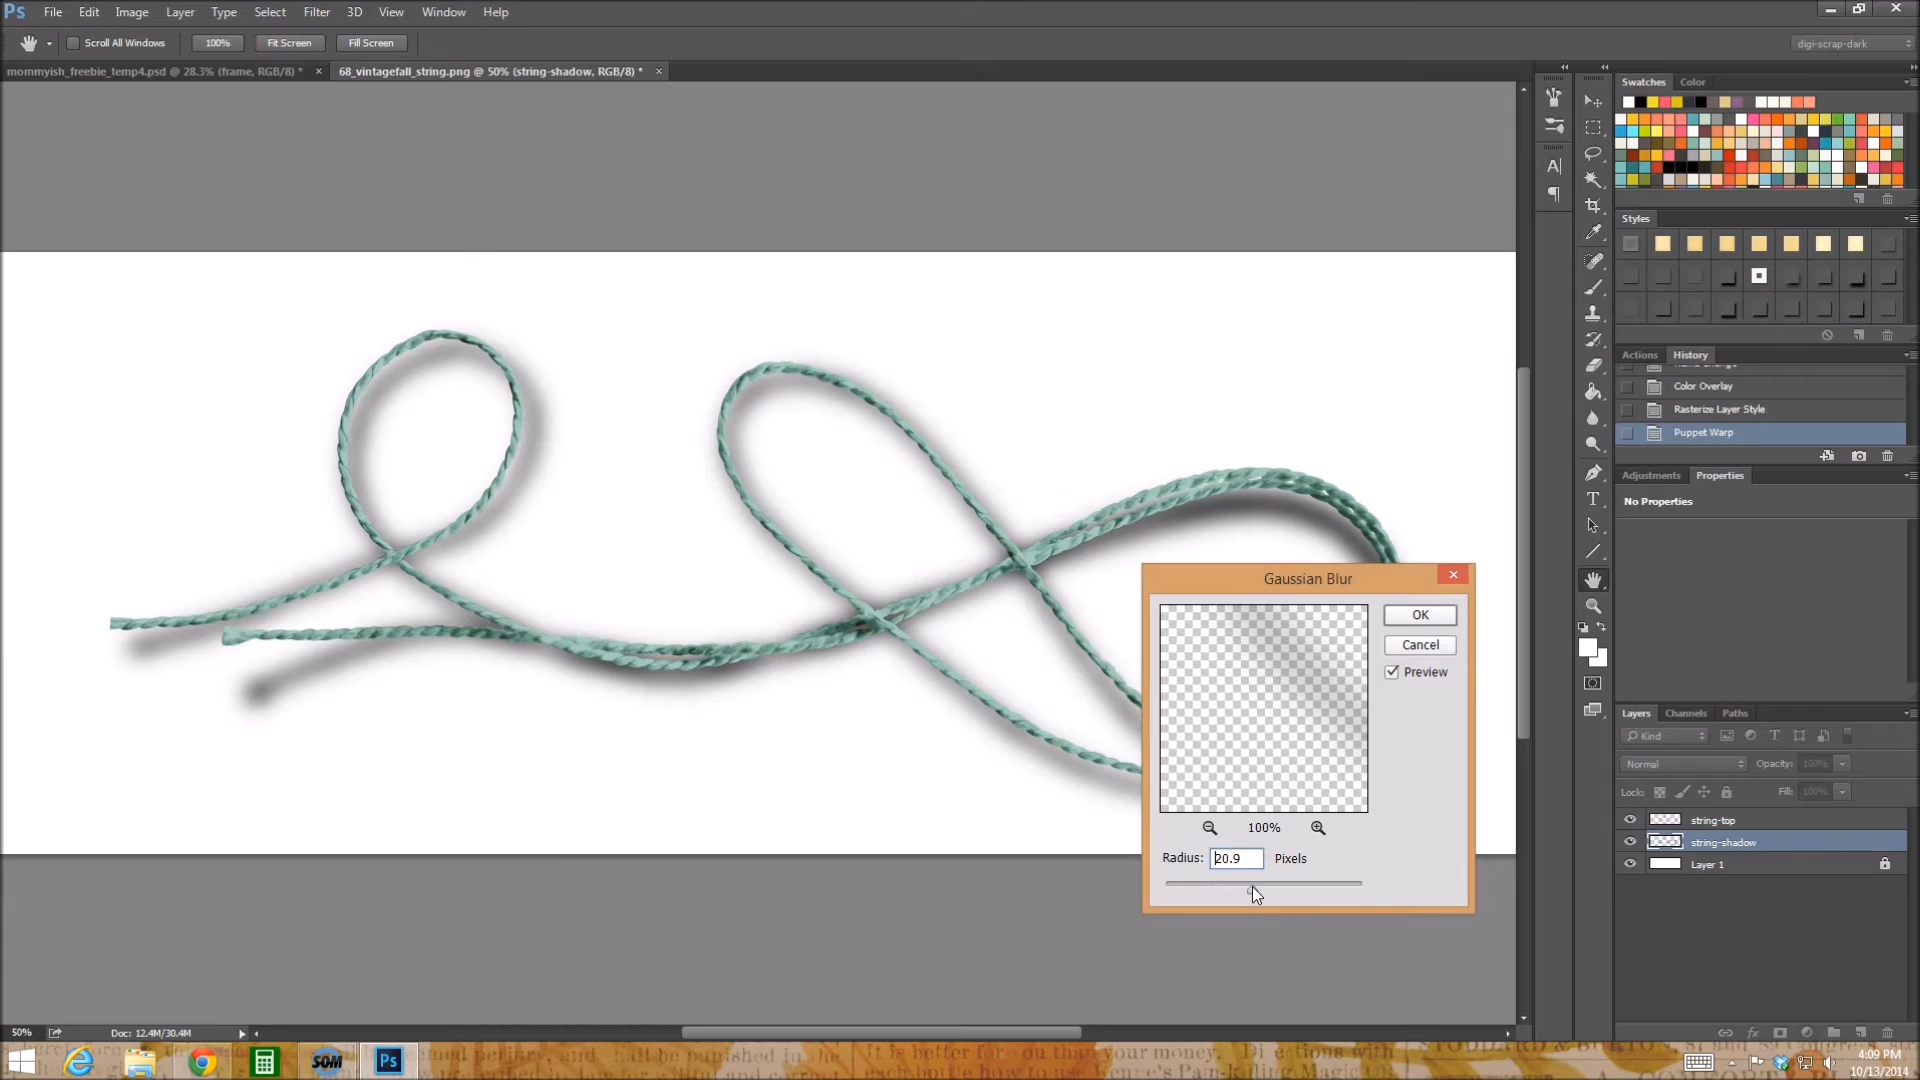 Ps File Edit Image Layer Type Select Filter 3D View Window Help
Scroll All Windows 100% Fit Screen Fill Screen digi-scrap-dark
mommyish_freebie_temp4.psd @ 28.3% (frame, RGB/8) * × 68_vintagefall_string.png @ 50% (string-shadow, RGB/8) * ×
Swatches Color
Styles
Actions History
Color Overlay
Rasterize Layer Style
Puppet Warp
Adjustments Properties
No Properties
Gaussian Blur
OK
Cancel
Preview
100%
Radius: 20.9 Pixels
Layers Channels Paths
Kind
Normal Opacity: 100%
Lock: Fill: 100%
string-top
string-shadow
Layer 1
50% Doc: 12.4M/30.4M
SOM Ps
4:09 PM
10/13/2014